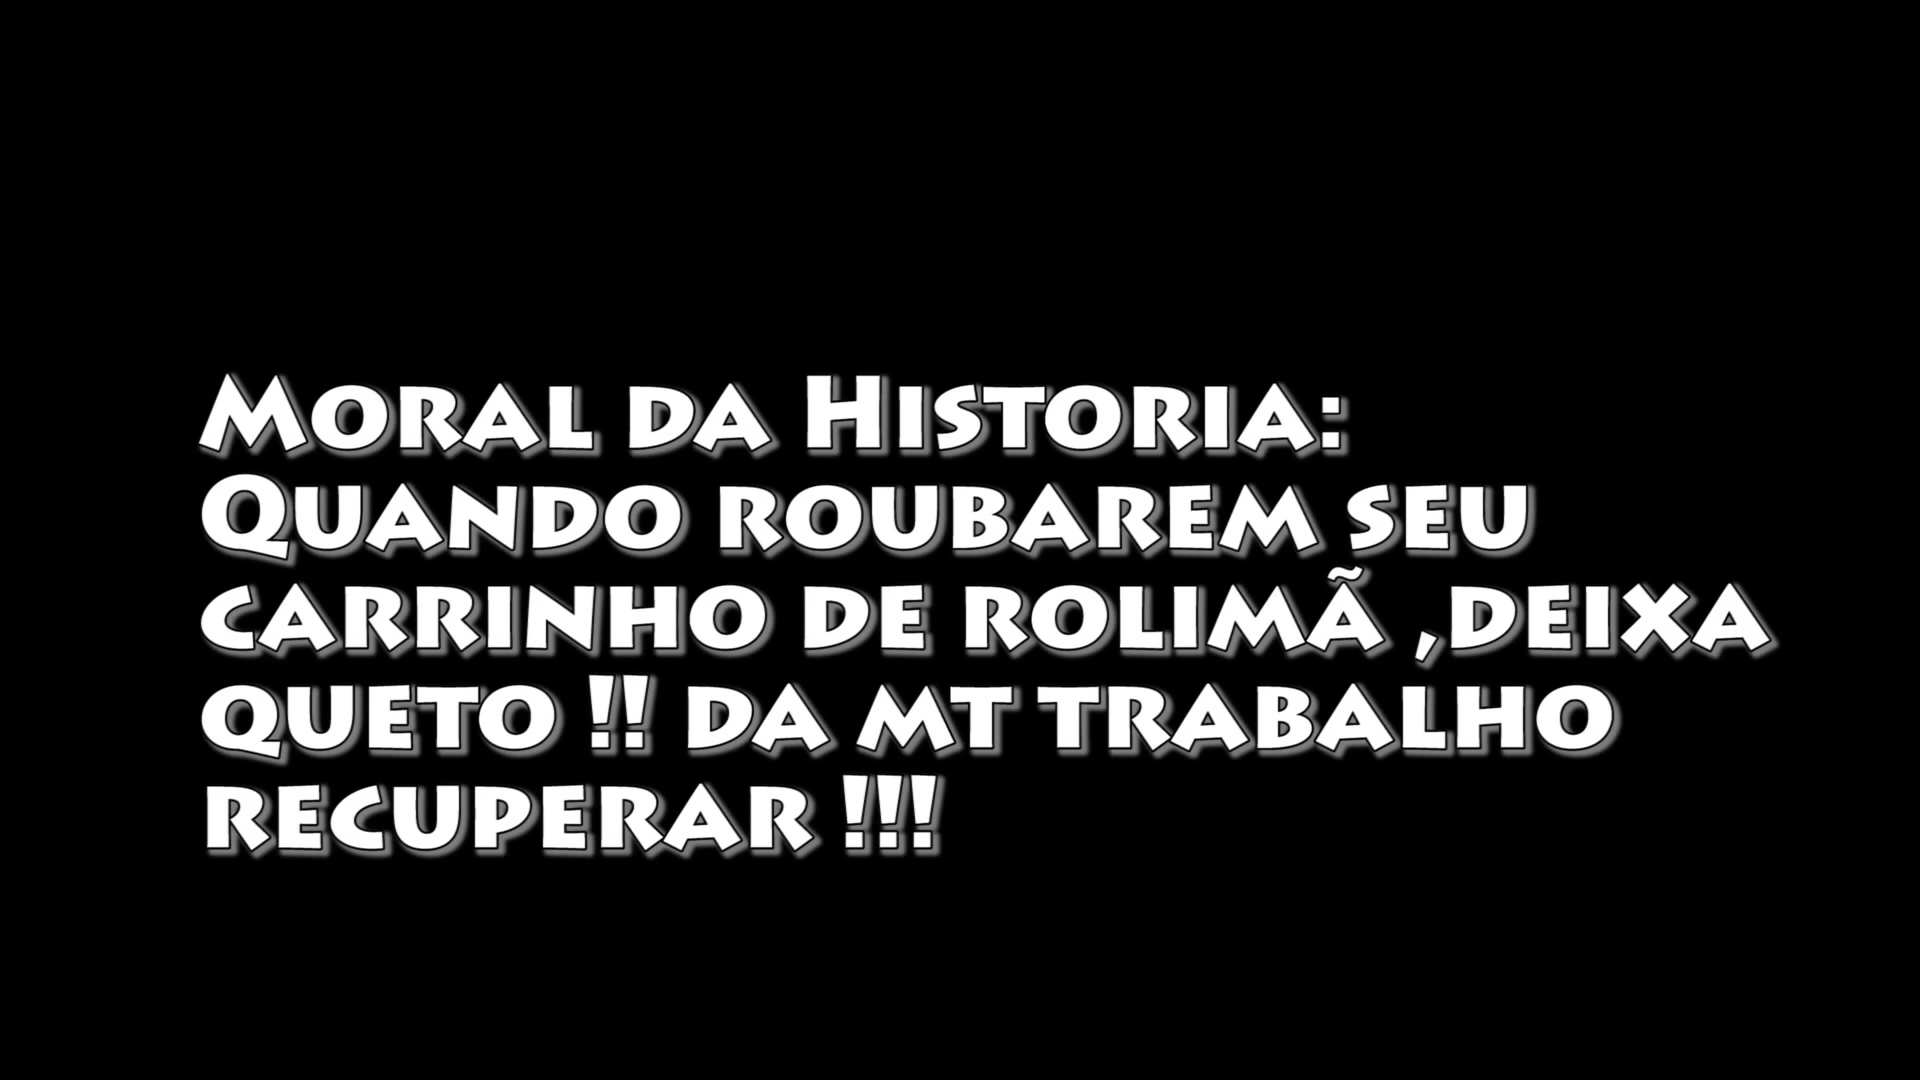 Moral da Historia:
Quando roubarem seu
carrinho de rolimã ,deixa
queto !! da mt trabalho
recuperar !!!